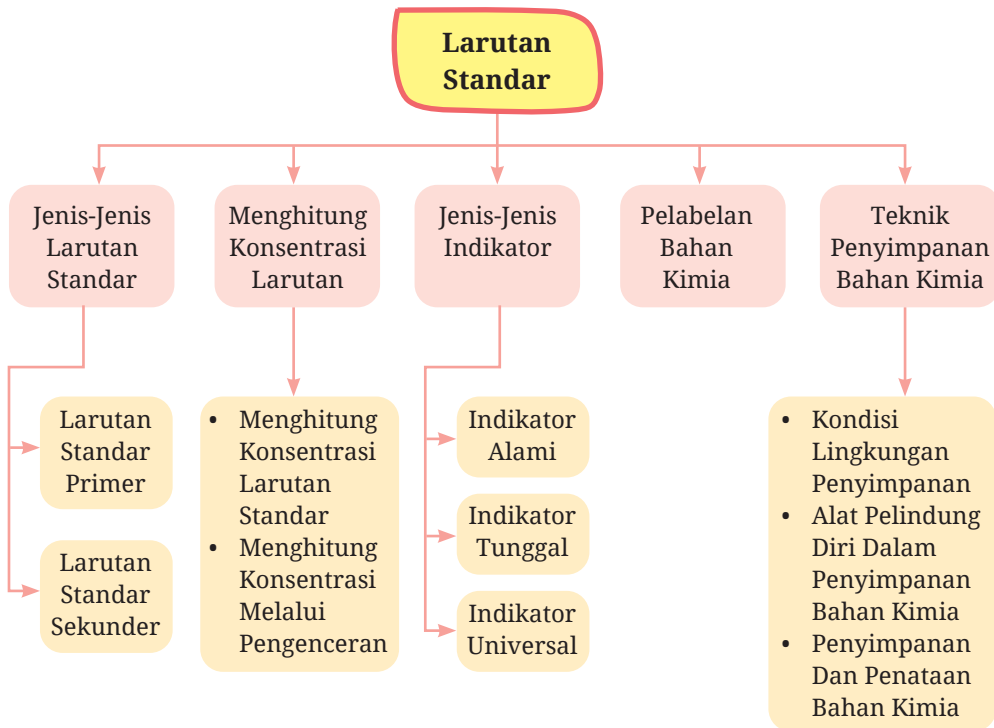 Larutan
Standar
Jenis-Jenis
Larutan
Standar
Menghitung
Konsentrasi
Larutan
Jenis-Jenis
Indikator
Pelabelan
Bahan
Kimia
Teknik
Penyimpanan
Bahan Kimia
Larutan
Standar
Primer
Larutan
Standar
Sekunder
• Menghitung
Konsentrasi
Larutan
Standar
• Menghitung
Konsentrasi
Melalui
Pengenceran
Indikator
Alami
Indikator
Tunggal
Indikator
Universal
• Kondisi
Lingkungan
Penyimpanan
• Alat Pelindung
Diri Dalam
Penyimpanan
Bahan Kimia
• Penyimpanan
Dan Penataan
Bahan Kimia